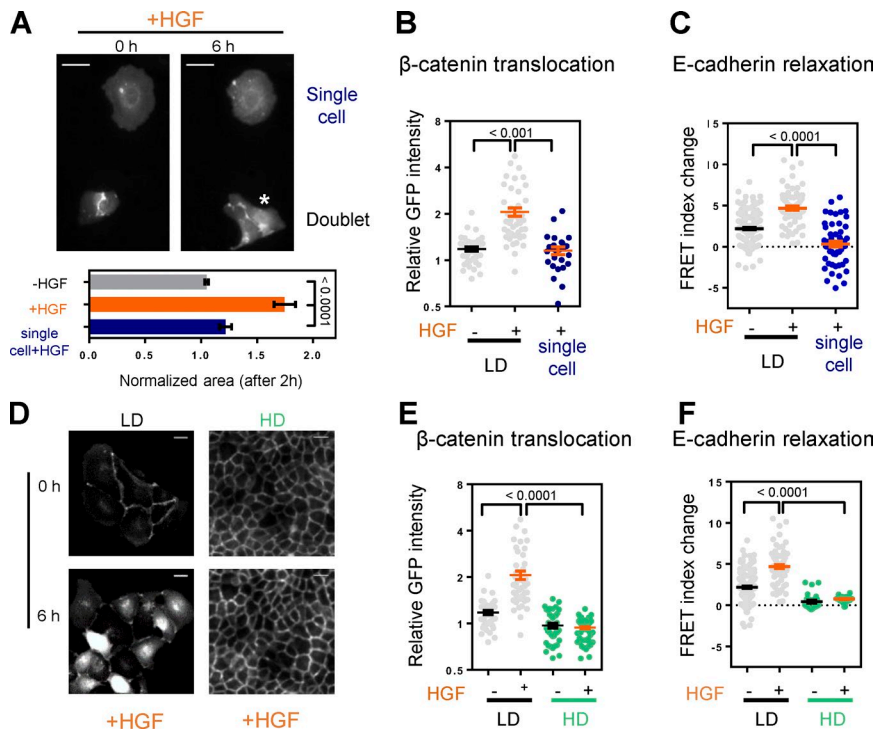 A
+HGF
0 h
6 h
Single
cell
*
Doublet
-HGF
+HGF
single
cell+HGF
< 0.0001
0.0
0.5
1.0
1.5
2.0
Normalized area (after 2h)
B
β-catenin translocation
Relative GFP intensity
8
4
2
1
0.5
< 0.001
HGF
-
+
+
LD
single
cell
C
E-cadherin relaxation
FRET index change
15
10
5
0
-5
< 0.0001
HGF
-
+
+
LD
single
cell
D
LD
HD
0 h
6 h
+HGF
+HGF
E
β-catenin translocation
Relative GFP intensity
8
4
2
1
0.5
< 0.0001
HGF
-
+
-
+
LD
HD
F
E-cadherin relaxation
FRET index change
15
10
5
0
-5
< 0.0001
HGF
-
+
-
+
LD
HD